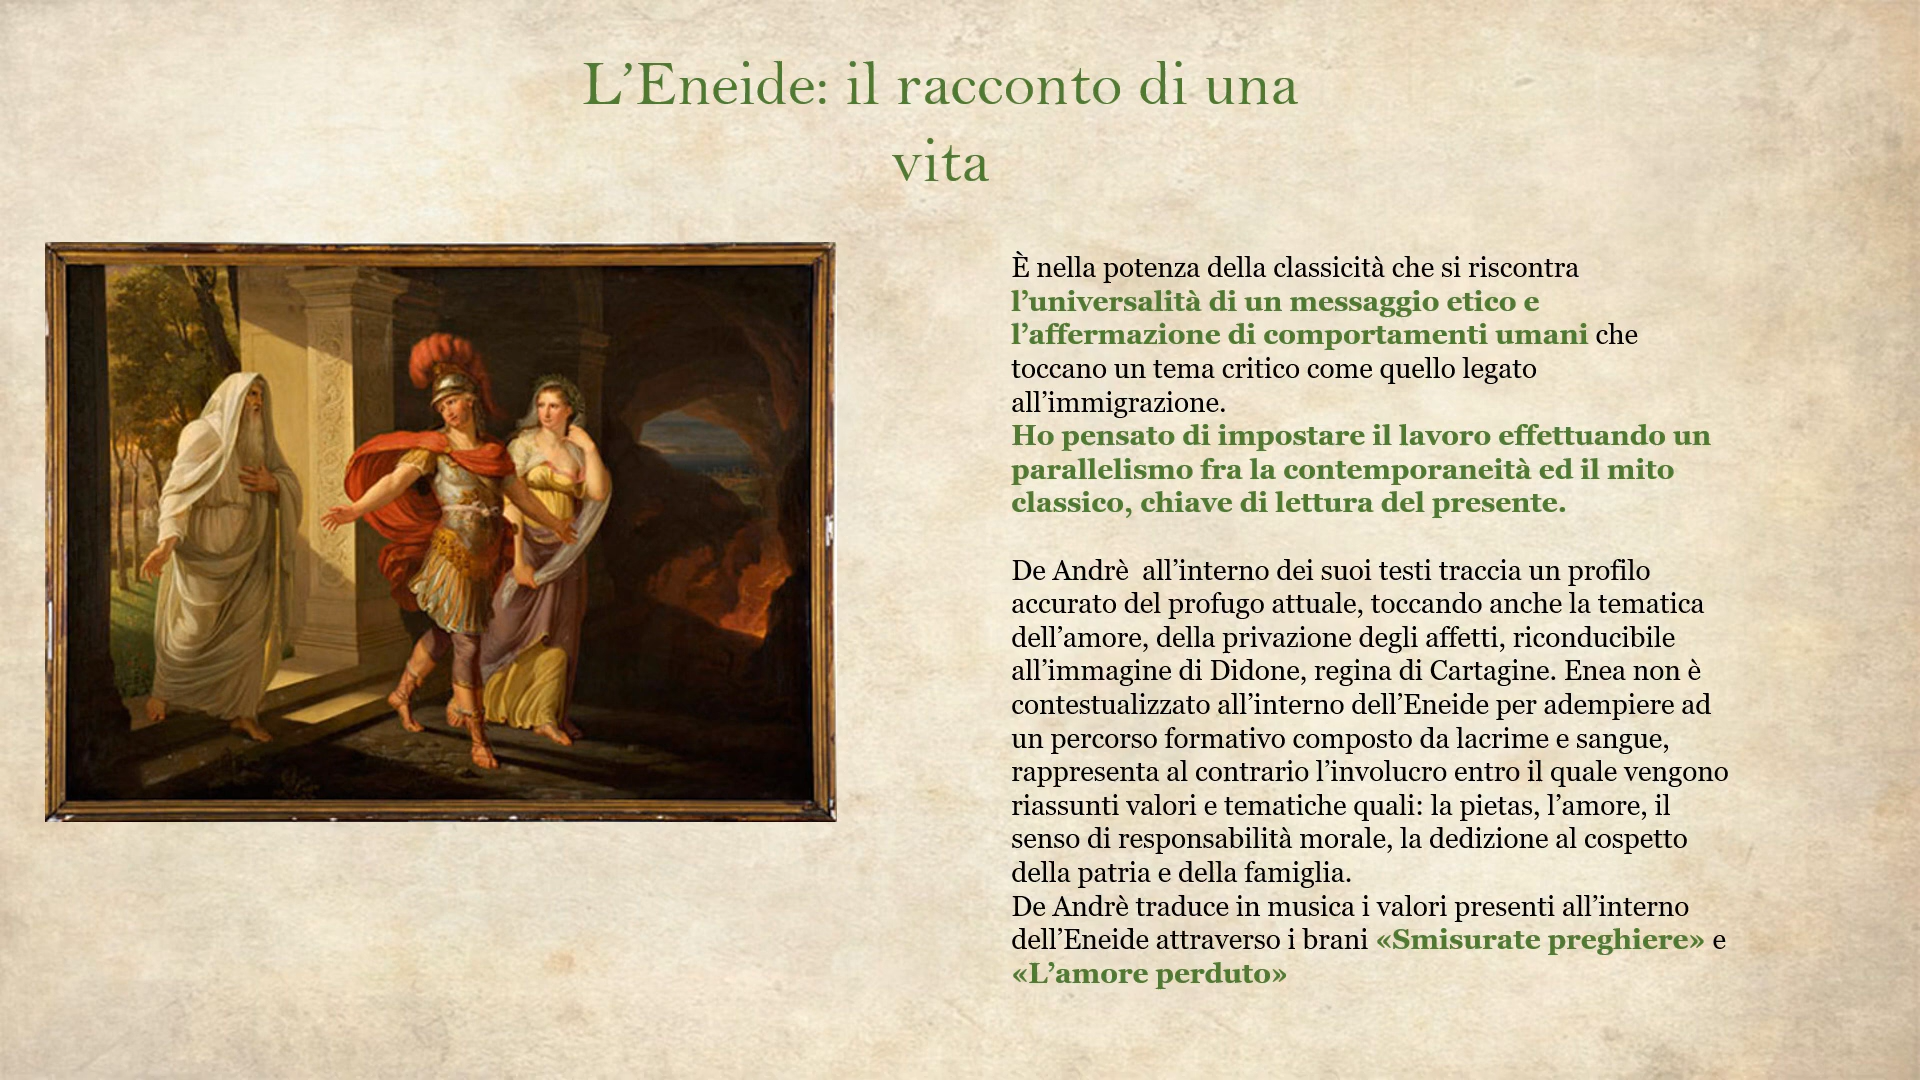 L’Eneide: il racconto di una
vita
È nella potenza della classicità che si riscontra
l’universalità di un messaggio etico e
l’affermazione di comportamenti umani che
toccano un tema critico come quello legato
all’immigrazione.
Ho pensato di impostare il lavoro effettuando un
parallelismo fra la contemporaneità ed il mito
classico, chiave di lettura del presente.
De Andrè  all’interno dei suoi testi traccia un profilo
accurato del profugo attuale, toccando anche la tematica
dell’amore, della privazione degli affetti, riconducibile
all’immagine di Didone, regina di Cartagine. Enea non è
contestualizzato all’interno dell’Eneide per adempiere ad
un percorso formativo composto da lacrime e sangue,
rappresenta al contrario l’involucro entro il quale vengono
riassunti valori e tematiche quali: la pietas, l’amore, il
senso di responsabilità morale, la dedizione al cospetto
della patria e della famiglia.
De Andrè traduce in musica i valori presenti all’interno
dell’Eneide attraverso i brani «Smisurate preghiere» e
«L’amore perduto»